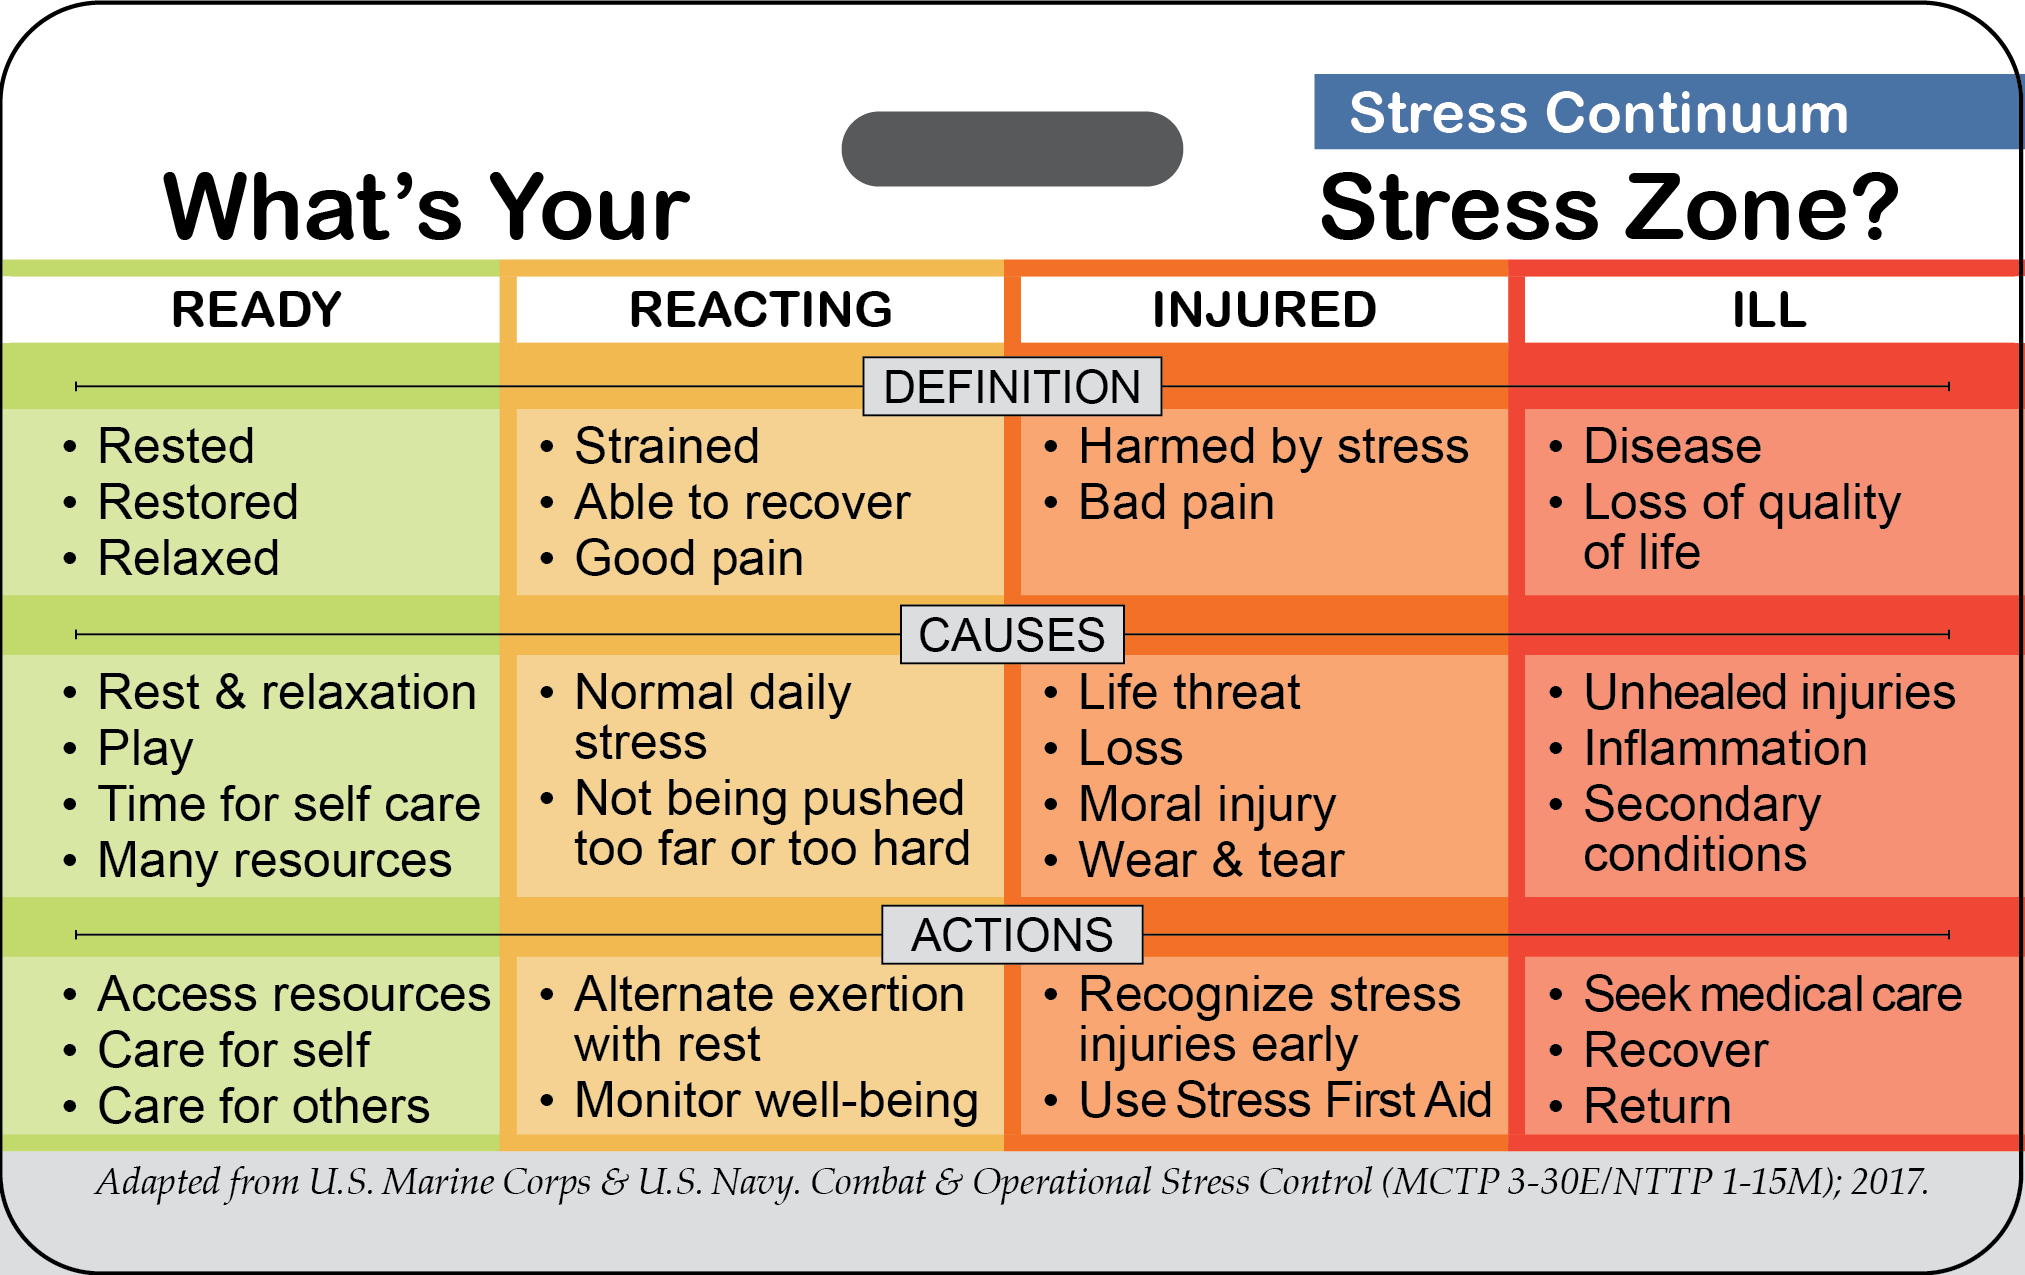 Stress Continuum
What's Your Stress Zone?
READY REACTING INJURED ILL
DEFINITION
• Rested
• Restored
• Relaxed
• Strained
• Able to recover
• Good pain
• Harmed by stress
• Bad pain
• Disease
• Loss of quality
of life
CAUSES
• Rest & relaxation
• Play
• Time for self care
• Many resources
• Normal daily
stress
• Not being pushed
too far or too hard
• Life threat
• Loss
• Moral injury
• Wear & tear
• Unhealed injuries
• Inflammation
• Secondary
conditions
ACTIONS
• Access resources
• Care for self
• Care for others
• Alternate exertion
with rest
• Monitor well-being
• Recognize stress
injuries early
• Use Stress First Aid
• Seek medical care
• Recover
• Return
Adapted from U.S. Marine Corps & U.S. Navy. Combat & Operational Stress Control (MCTP 3-30E/NTTP 1-15M); 2017.